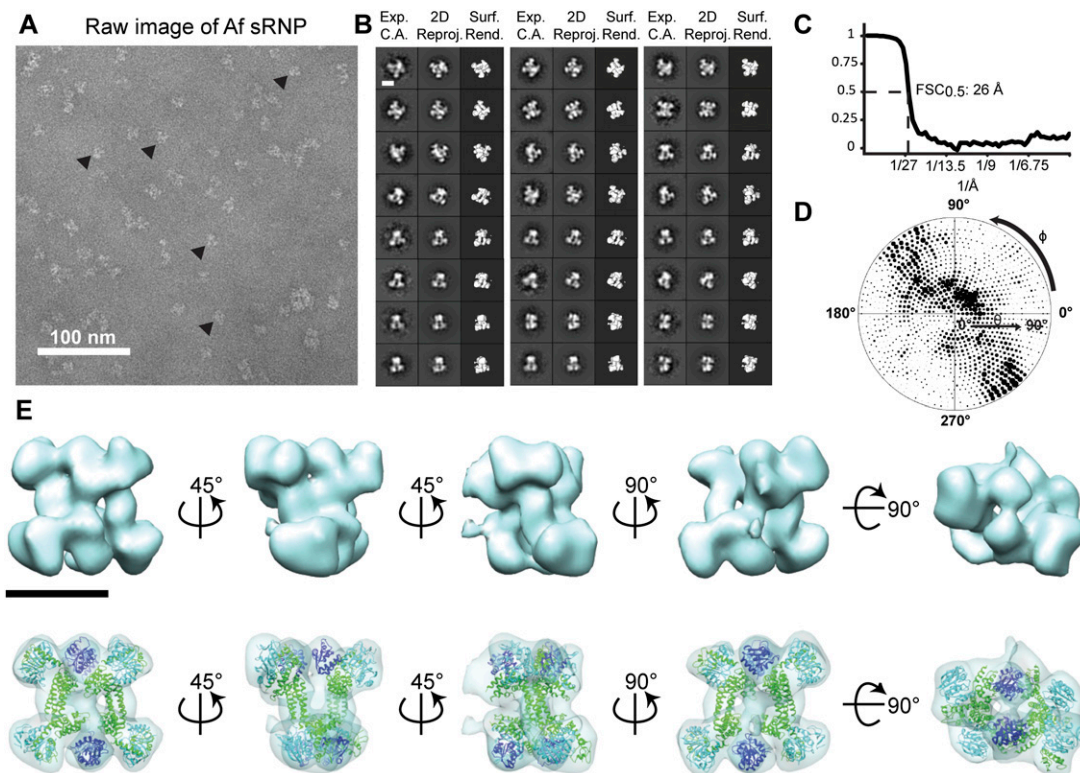 A
Raw image of Af sRNP
100 nm
B
Exp. 2D Surf. Exp. 2D Surf. Exp. 2D Surf.
C.A. Reproj. Rend. C.A. Reproj. Rend. C.A. Reproj. Rend.
C
1
0.75
0.5
0.25
0
FSC0.5: 26 Å
1/27 1/13.5 1/9 1/6.75
1/Å
D
90°
ϕ
180°
0°
0° θ 90°
270°
E
45° 45° 90° 90°
45° 45° 90° 90°